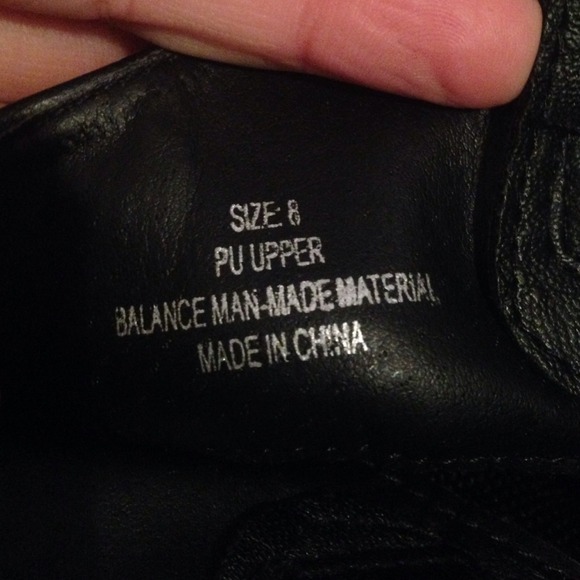 SIZE: 8
PU UPPER
BALANCE MAN-MADE MATERIAL
MADE IN CHINA